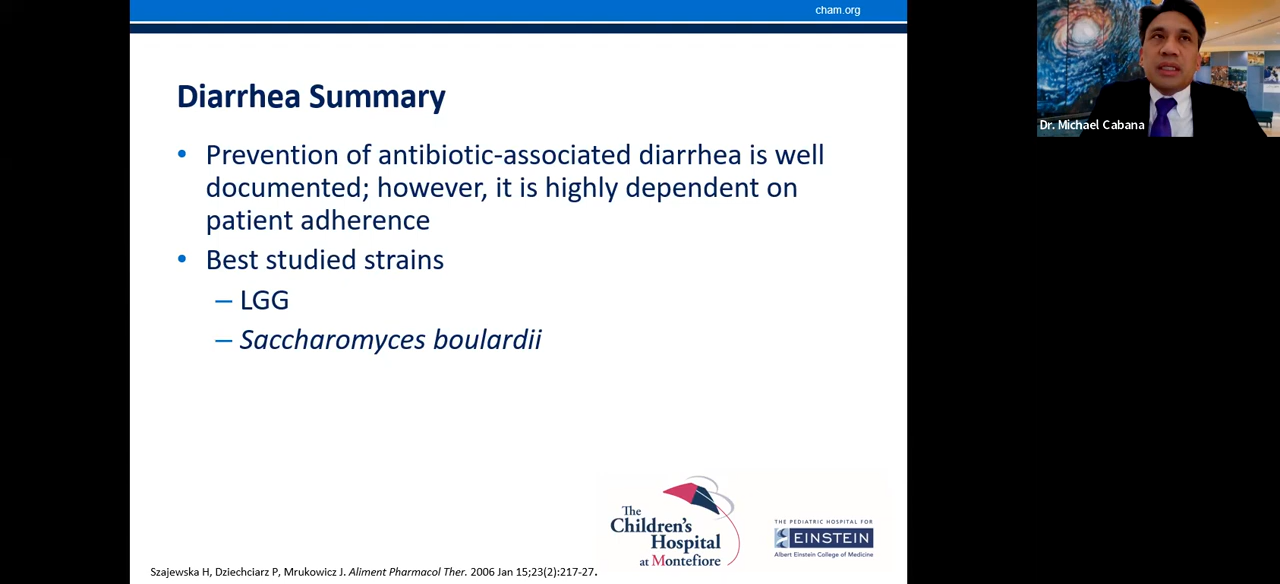 cham.org
Dr. Michael Cabana
Diarrhea Summary
• Prevention of antibiotic-associated diarrhea is well
documented; however, it is highly dependent on
patient adherence
• Best studied strains
– LGG
– Saccharomyces boulardii
The
Children's
Hospital
at Montefiore
THE PEDIATRIC HOSPITAL FOR
EINSTEIN
Albert Einstein College of Medicine
Szajewska H, Dziechciarz P, Mrukowicz J. Aliment Pharmacol Ther. 2006 Jan 15;23(2):217-27.